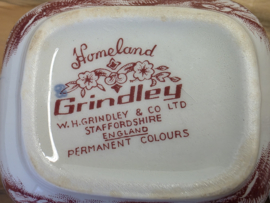 Homeland
Grindley
W.H.GRINDLEY & CO LTD
STAFFORDSHIRE
ENGLAND
PERMANENT COLOURS